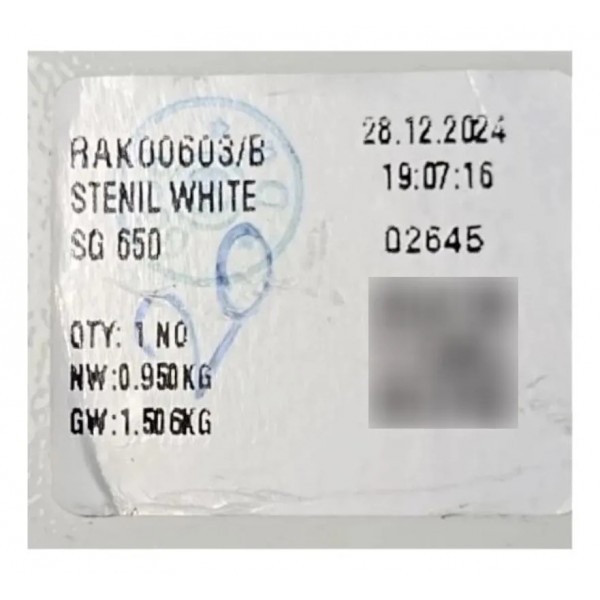 RAK00603/B
STENIL WHITE
SG 650
28.12.2024
19:07:16
02645
QTY: 1 NO
NW:0.950KG
GW:1.506KG